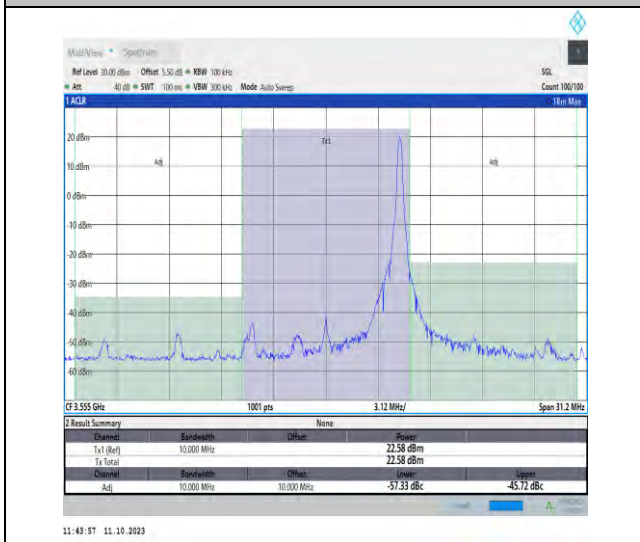 MultiView Spectrum
Ref Level 30.00 dBm Offset 5.50 dB RBW 100 kHz SGL
Att 40 dB SWT 100 ms VBW 300 kHz Mode Auto Sweep Count 100/100
1 ACLR 1Rm Max
Tx1
20 dBm
Adj Adj
10 dBm
0 dBm
-10 dBm
-20 dBm
-30 dBm
-40 dBm
-50 dBm
-60 dBm
CF 3.555 GHz 1001 pts 3.12 MHz/ Span 31.2 MHz
2 Result Summary None
Channel Bandwidth Offset Power
Tx1 (Ref) 10.000 MHz 22.58 dBm
Tx Total 22.58 dBm
Channel Bandwidth Offset Lower Upper
Adj 10.000 MHz 10.000 MHz -57.33 dBc -45.72 dBc
11:43:57 11.10.2023